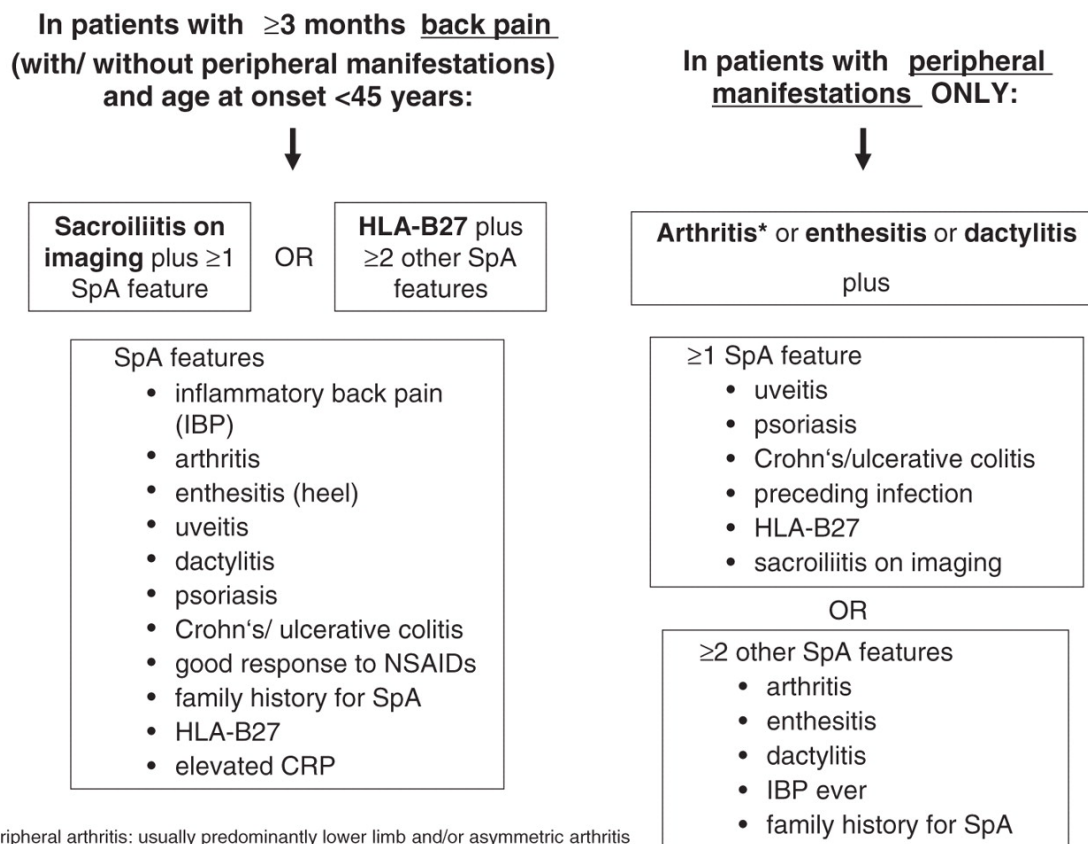 In patients with ≥3 months back pain
(with/ without peripheral manifestations)
and age at onset <45 years:
Sacroiliitis on
imaging plus ≥1
SpA feature
OR
HLA-B27 plus
≥2 other SpA
features
SpA features
• inflammatory back pain
(IBP)
• arthritis
• enthesitis (heel)
• uveitis
• dactylitis
• psoriasis
• Crohn‘s/ ulcerative colitis
• good response to NSAIDs
• family history for SpA
• HLA-B27
• elevated CRP
In patients with peripheral
manifestations ONLY:
Arthritis* or enthesitis or dactylitis
plus
≥1 SpA feature
• uveitis
• psoriasis
• Crohn‘s/ulcerative colitis
• preceding infection
• HLA-B27
• sacroiliitis on imaging
OR
≥2 other SpA features
• arthritis
• enthesitis
• dactylitis
• IBP ever
• family history for SpA
ripheral arthritis: usually predominantly lower limb and/or asymmetric arthritis